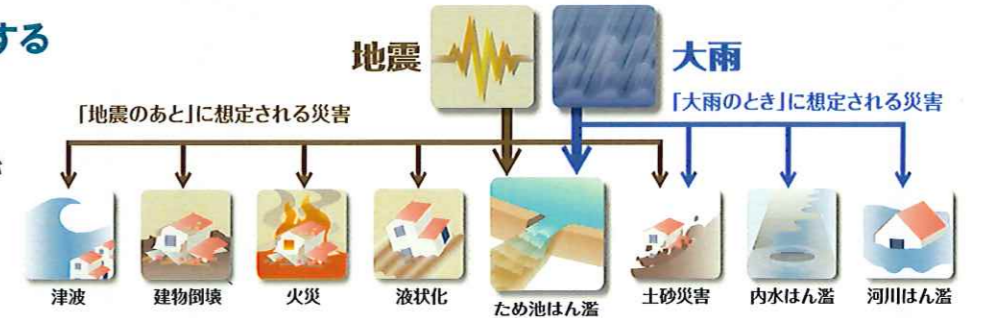 する
地震
大雨
「地震のあと」に想定される災害
「大雨のとき」に想定される災害
津波
建物倒壊
火災
液状化
ため池はん濫
土砂災害
内水はん濫
河川はん濫